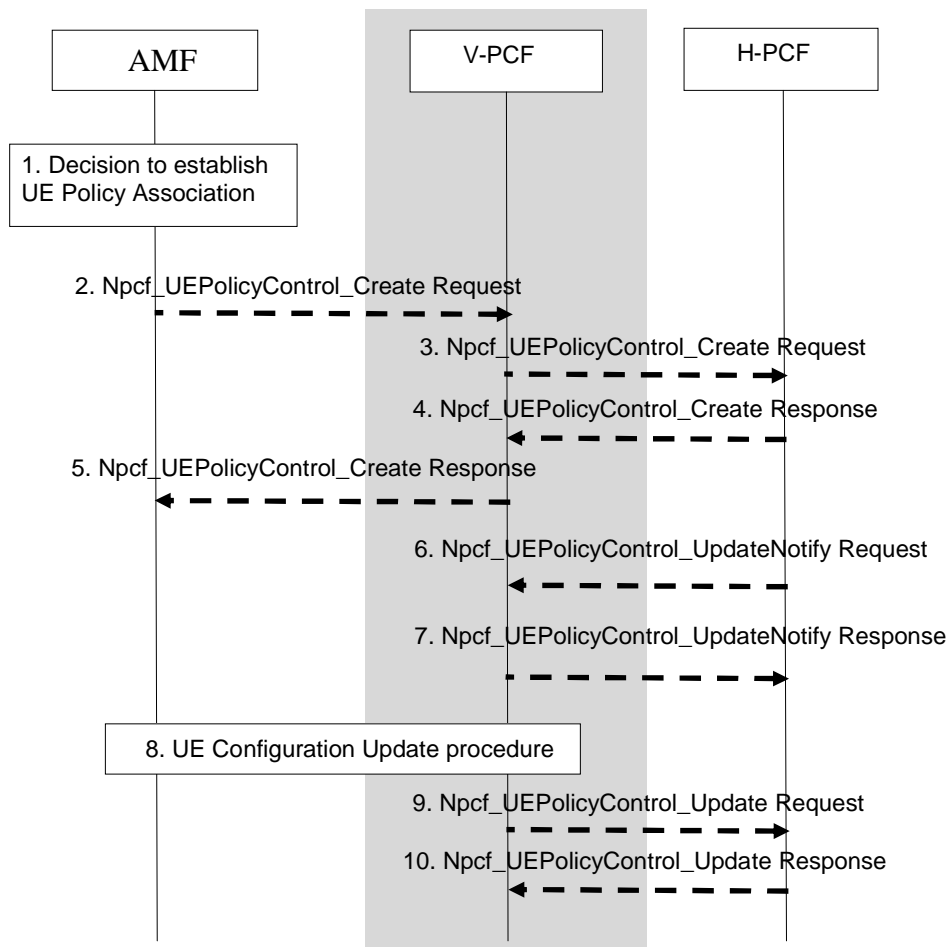 AMF
V-PCF
H-PCF
1. Decision to establish
UE Policy Association
2. Npcf_UEPolicyControl_Create Request
3. Npcf_UEPolicyControl_Create Request
4. Npcf_UEPolicyControl_Create Response
5. Npcf_UEPolicyControl_Create Response
6. Npcf_UEPolicyControl_UpdateNotify Request
7. Npcf_UEPolicyControl_UpdateNotify Response
8. UE Configuration Update procedure
9. Npcf_UEPolicyControl_Update Request
10. Npcf_UEPolicyControl_Update Response